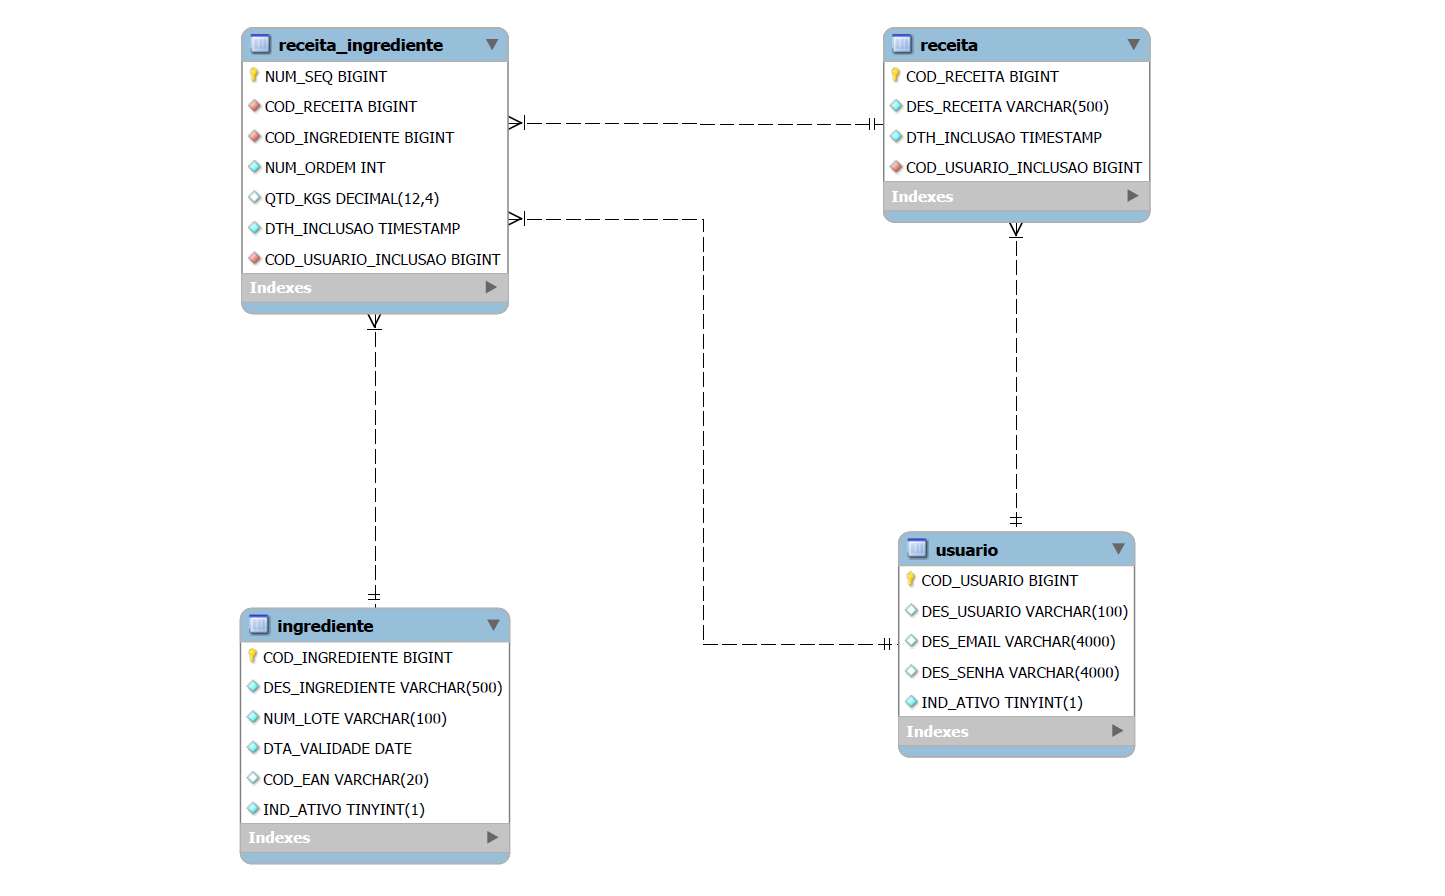 receita_ingrediente
NUM_SEQ BIGINT
COD_RECEITA BIGINT
COD_INGREDIENTE BIGINT
NUM_ORDEM INT
QTD_KGS DECIMAL(12,4)
DTH_INCLUSAO TIMESTAMP
COD_USUARIO_INCLUSAO BIGINT
Indexes
receita
COD_RECEITA BIGINT
DES_RECEITA VARCHAR(500)
DTH_INCLUSAO TIMESTAMP
COD_USUARIO_INCLUSAO BIGINT
Indexes
ingrediente
COD_INGREDIENTE BIGINT
DES_INGREDIENTE VARCHAR(500)
NUM_LOTE VARCHAR(100)
DTA_VALIDADE DATE
COD_EAN VARCHAR(20)
IND_ATIVO TINYINT(1)
Indexes
usuario
COD_USUARIO BIGINT
DES_USUARIO VARCHAR(100)
DES_EMAIL VARCHAR(4000)
DES_SENHA VARCHAR(4000)
IND_ATIVO TINYINT(1)
Indexes